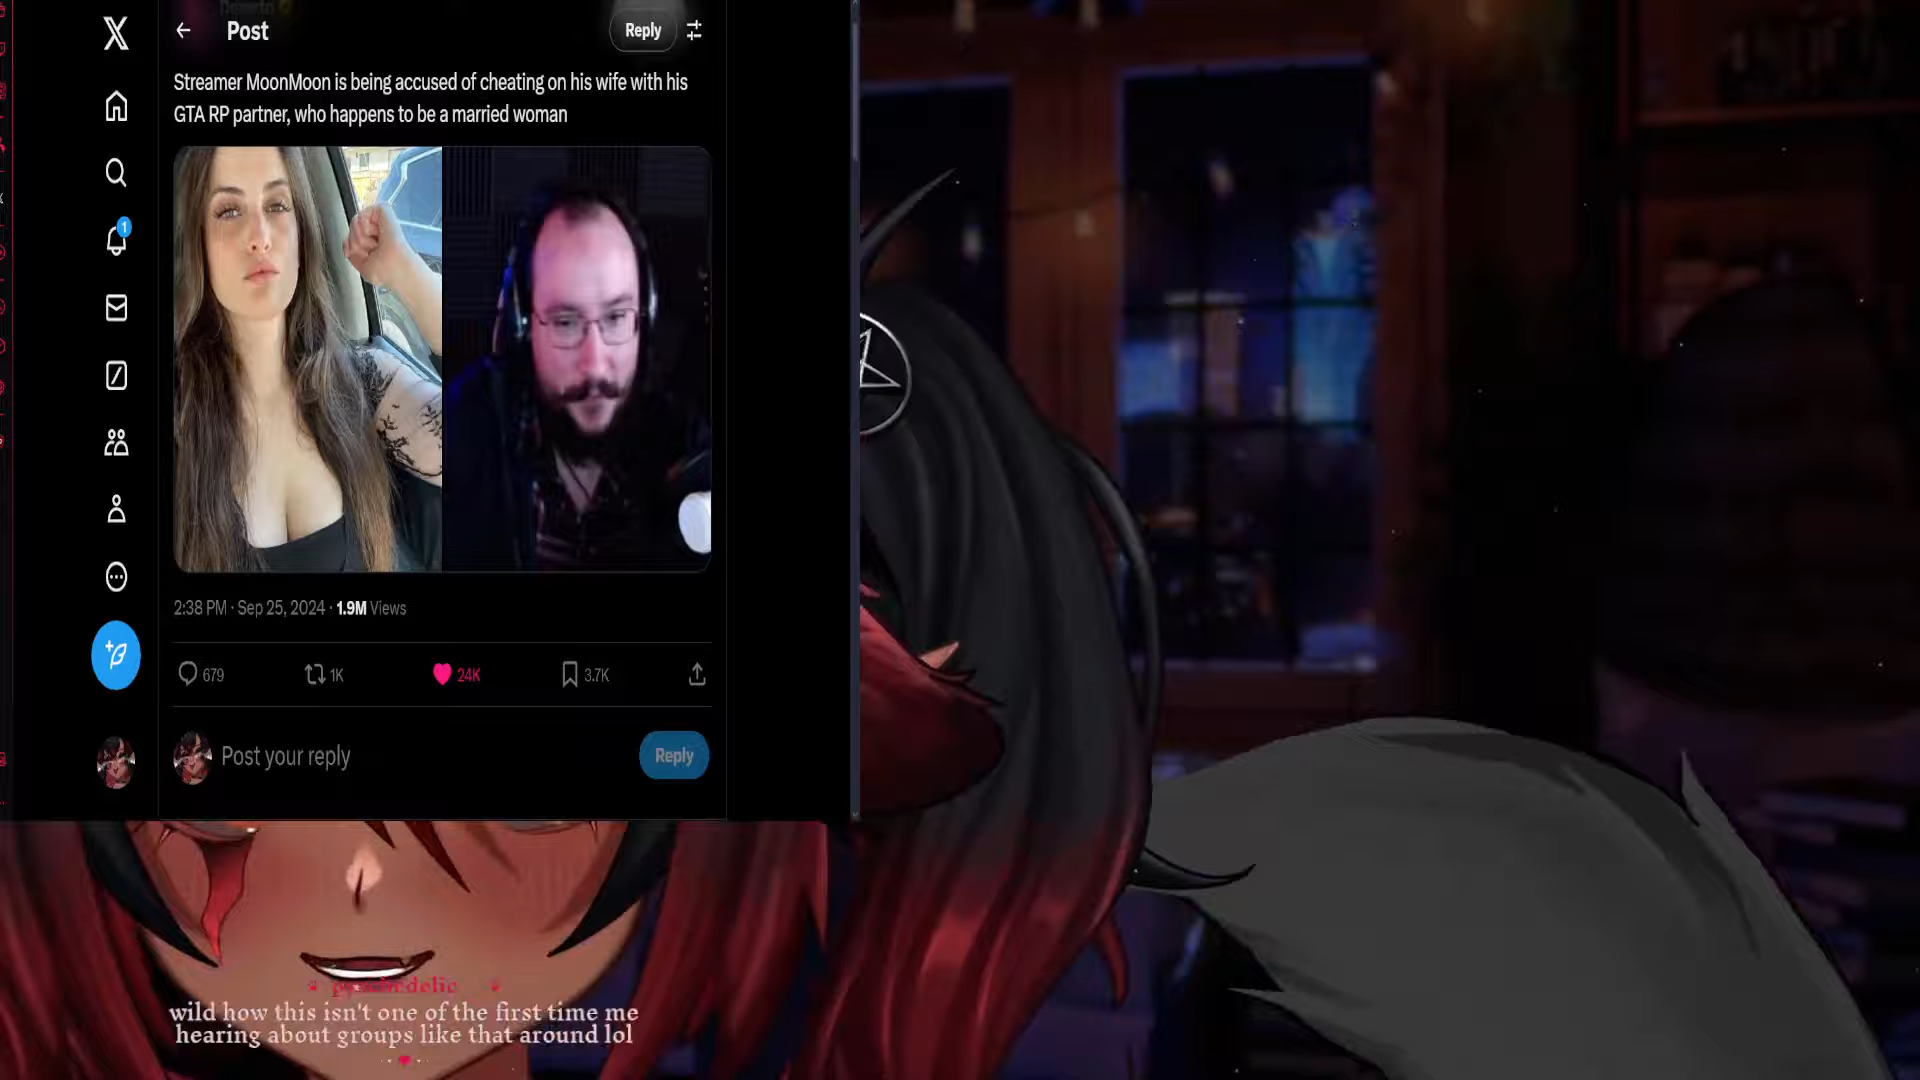 Post
Reply
Streamer MoonMoon is being accused of cheating on his wife with his
GTA RP partner, who happens to be a married woman
1
2:38 PM · Sep 25, 2024 · 1.9M Views
679
1K
24K
3.7K
Post your reply
Reply
psychedelic
wild how this isn't one of the first time me
hearing about groups like that around lol